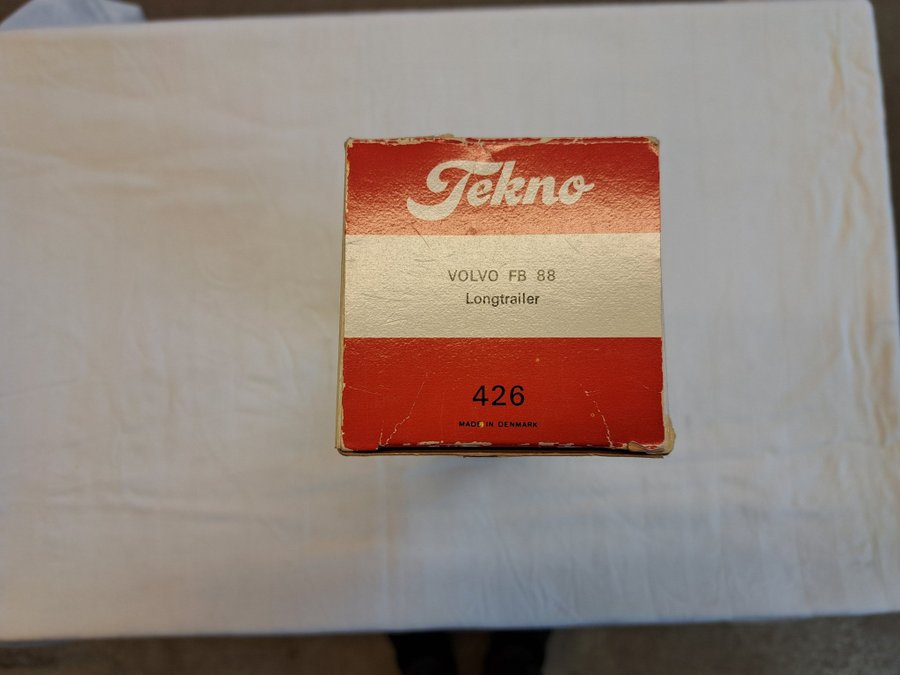 Tekno
VOLVO FB 88
Longtrailer
426
MADE IN DENMARK